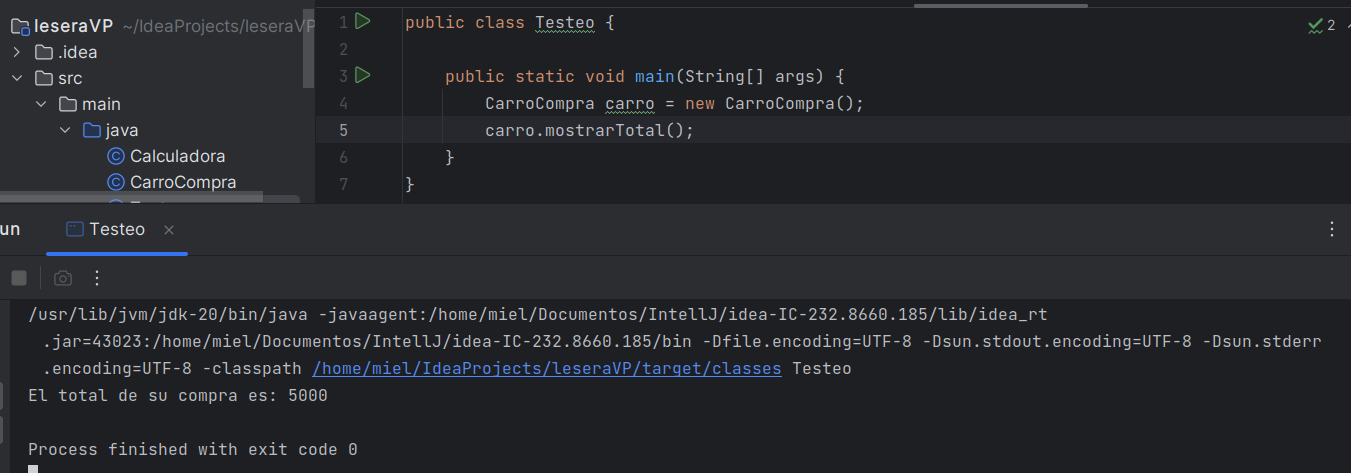 leseraVP ~/IdeaProjects/leseraVP
.idea
src
main
java
Calculadora
CarroCompra
1 public class Testeo {
2
3 public static void main(String[] args) {
4 CarroCompra carro = new CarroCompra();
5 carro.mostrarTotal();
6 }
7 }
2
un
Testeo
/usr/lib/jvm/jdk-20/bin/java -javaagent:/home/miel/Documentos/IntellJ/idea-IC-232.8660.185/lib/idea_rt
.jar=43023:/home/miel/Documentos/IntellJ/idea-IC-232.8660.185/bin -Dfile.encoding=UTF-8 -Dsun.stdout.encoding=UTF-8 -Dsun.stderr
.encoding=UTF-8 -classpath /home/miel/IdeaProjects/leseraVP/target/classes Testeo
El total de su compra es: 5000
Process finished with exit code 0